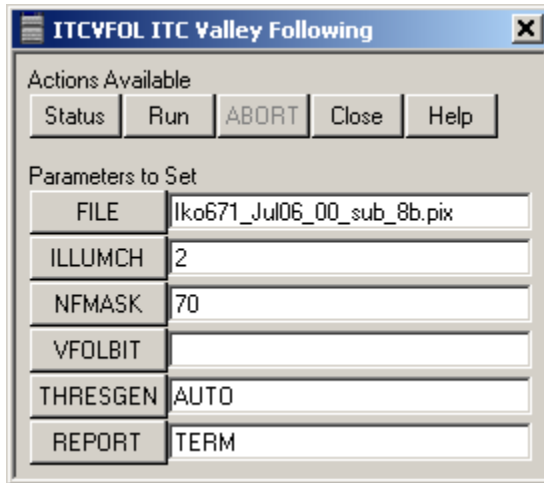 ITCVFOL ITC Valley Following
Actions Available
Status Run ABORT Close Help
Parameters to Set
FILE Iko671_Jul06_00_sub_8b.pix
ILLUMCH 2
NFMASK 70
VFOLBIT
THRESGEN AUTO
REPORT TERM